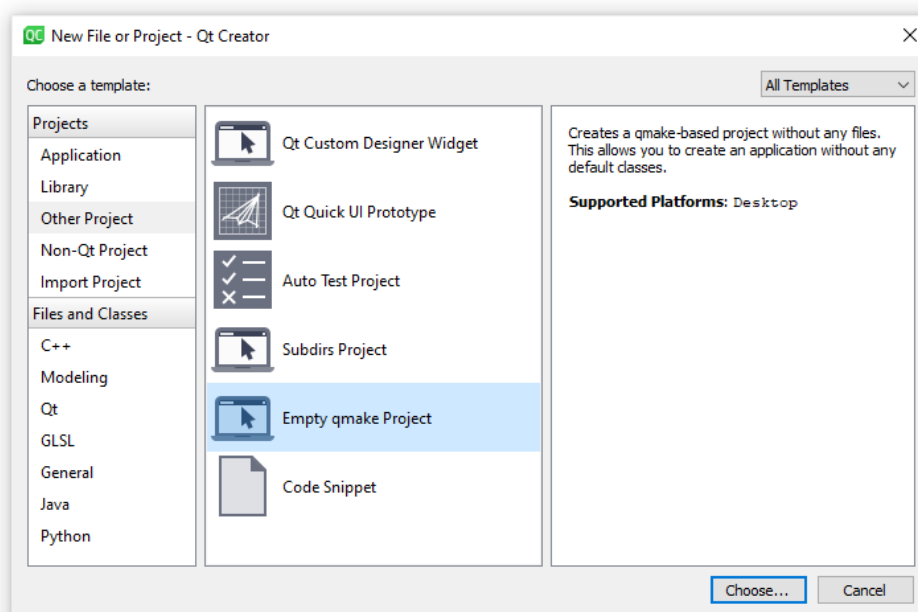 QC New File or Project - Qt Creator
Choose a template:
All Templates
Projects
Application
Library
Other Project
Non-Qt Project
Import Project
Files and Classes
C++
Modeling
Qt
GLSL
General
Java
Python
Qt Custom Designer Widget
Qt Quick UI Prototype
Auto Test Project
Subdirs Project
Empty qmake Project
Code Snippet
Creates a qmake-based project without any files.
This allows you to create an application without any
default classes.
Supported Platforms: Desktop
Choose...
Cancel